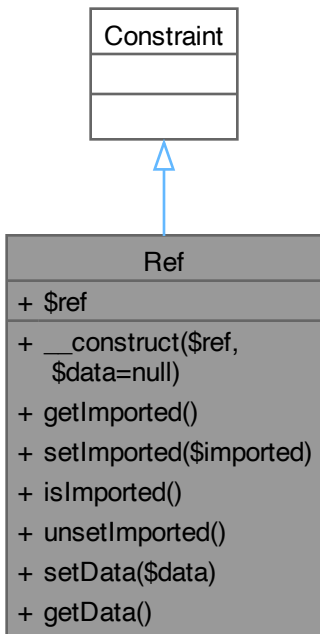 Constraint
Ref
+ $ref
+ __construct($ref,
$data=null)
+ getImported()
+ setImported($imported)
+ isImported()
+ unsetImported()
+ setData($data)
+ getData()